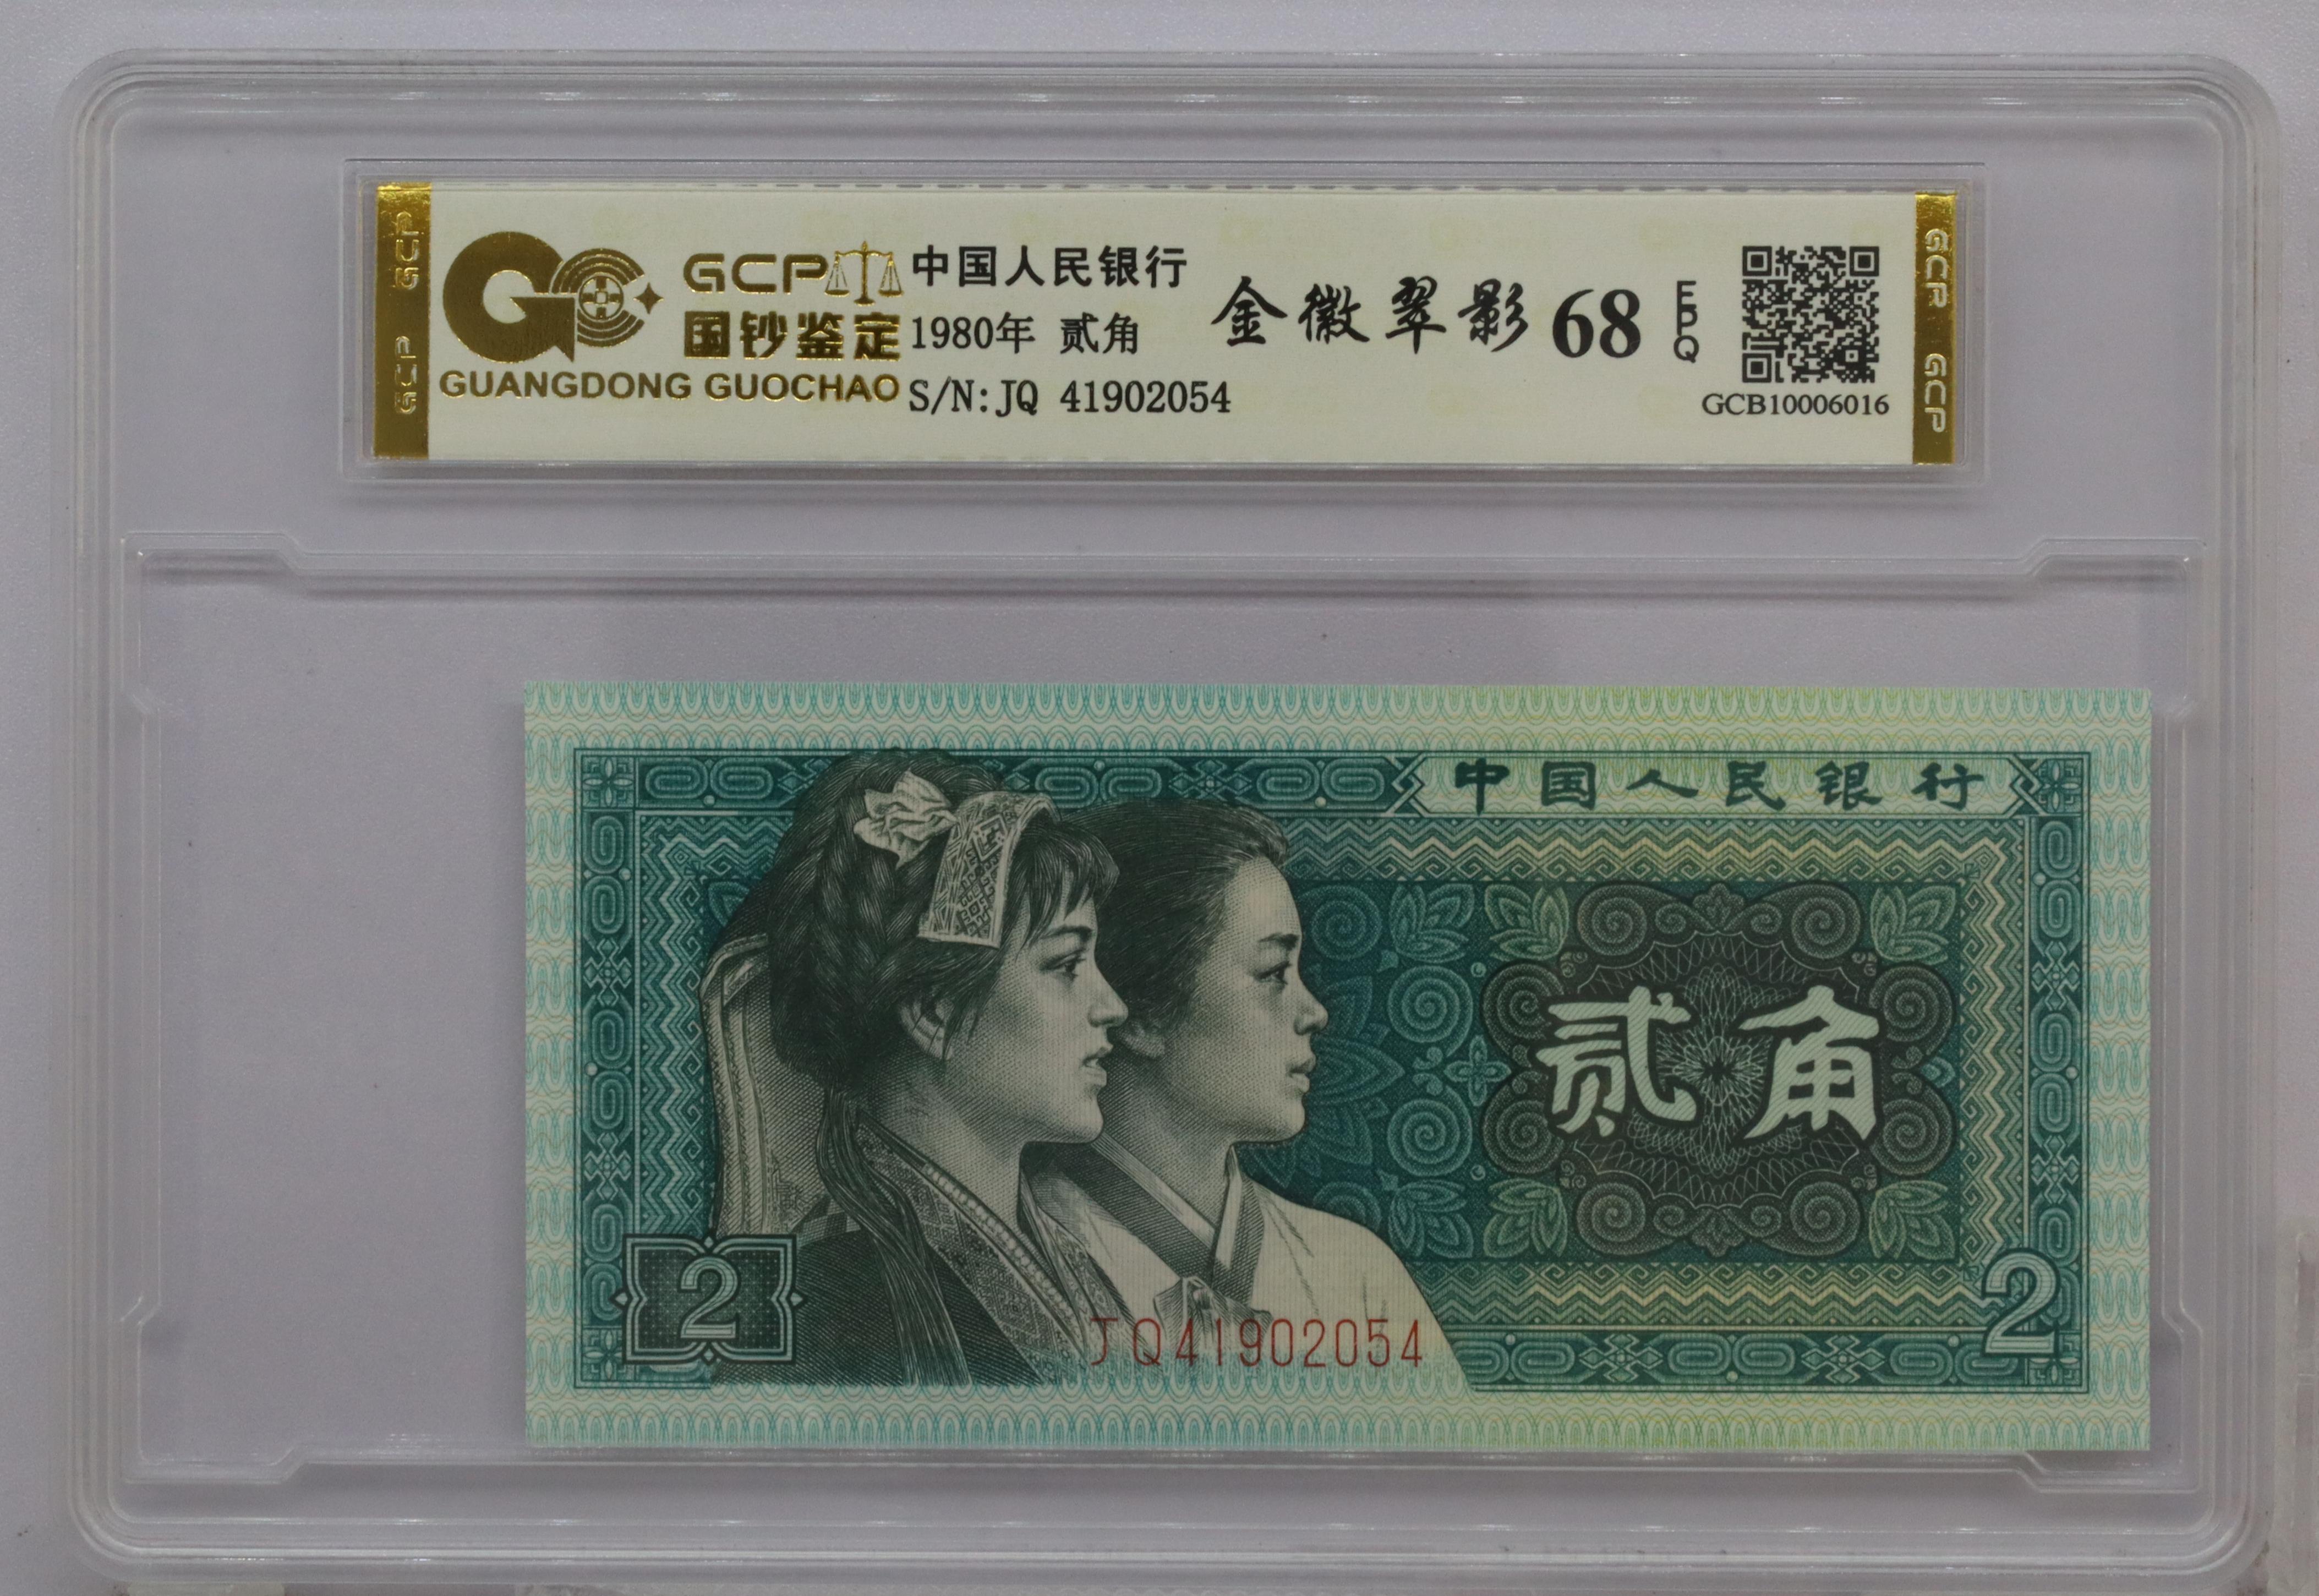 GCP
国钞鉴定
GUANGDONG GUOCHAO
中国人民银行
1980年 贰角
S/N:JQ 41902054
金徽翠影 68 EPQ
GCB10006016
GCP GCP
GCP GCP
中国人民银行
贰角
2
JQ41902054
2